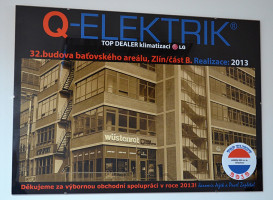 Q-ELEKTRIK®
TOP DEALER klimatizací LG
32.budova baťovského areálu, Zlín/část B. Realizace: 2013
wüstenrot
Děkujeme za výbornou obchodní spolupráci v roce 2013!